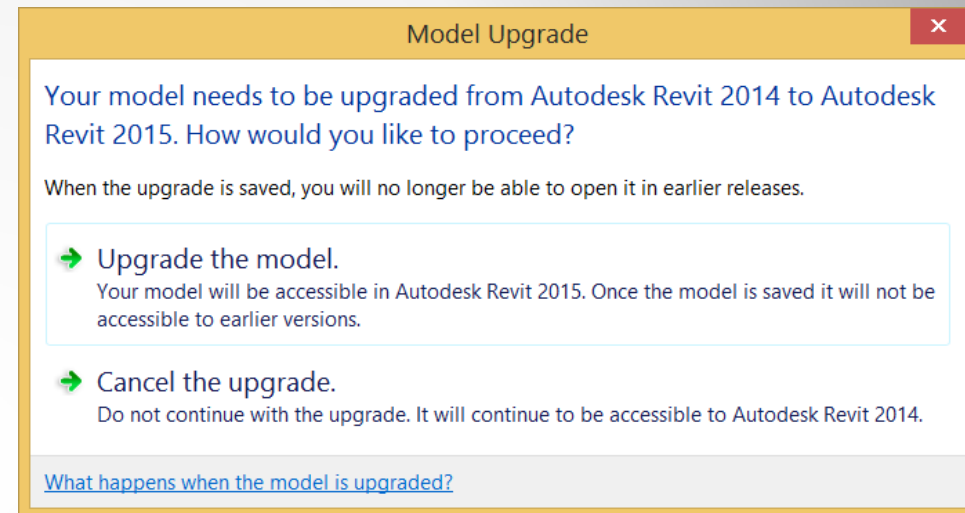 Model Upgrade
Your model needs to be upgraded from Autodesk Revit 2014 to Autodesk
Revit 2015. How would you like to proceed?
When the upgrade is saved, you will no longer be able to open it in earlier releases.
Upgrade the model.
Your model will be accessible in Autodesk Revit 2015. Once the model is saved it will not be
accessible to earlier versions.
Cancel the upgrade.
Do not continue with the upgrade. It will continue to be accessible to Autodesk Revit 2014.
What happens when the model is upgraded?